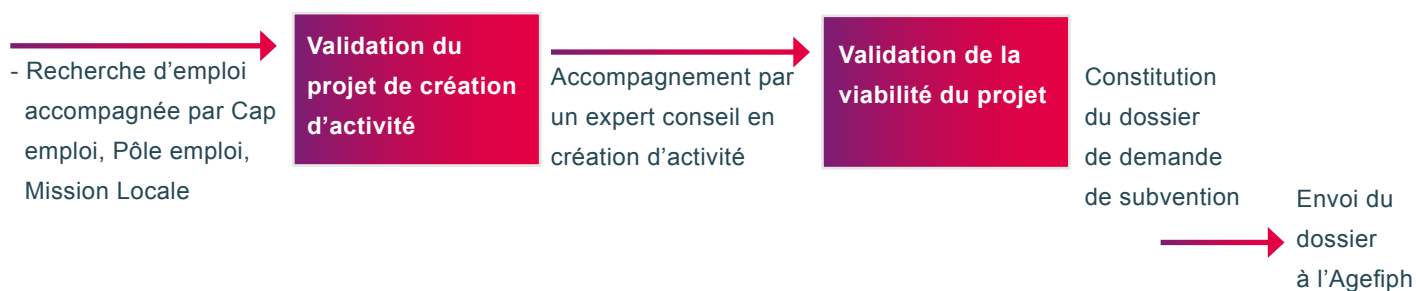 - Recherche d’emploi
accompagnée par Cap
emploi, Pôle emploi,
Mission Locale
Validation du
projet de création
d’activité
Accompagnement par
un expert conseil en
création d’activité
Validation de la
viabilité du projet
Constitution
du dossier
de demande
de subvention
Envoi du
dossier
à l’Agefiph